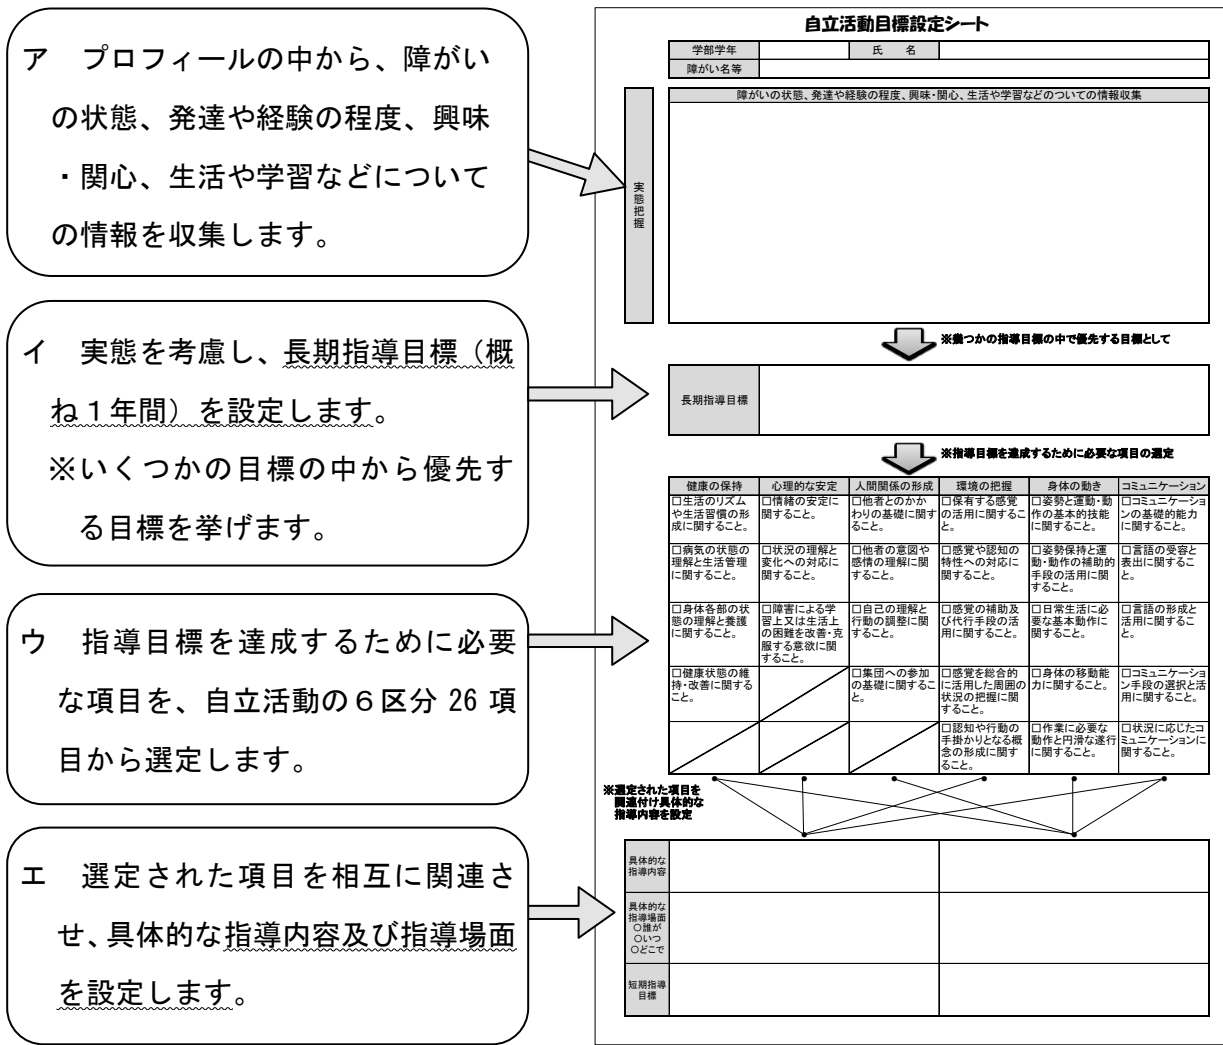 ア　プロフィールの中から、障がい
の状態、発達や経験の程度、興味
・関心、生活や学習などについて
の情報を収集します。
イ　実態を考慮し、長期指導目標（概
ね１年間）を設定します。
※いくつかの目標の中から優先す
る目標を挙げます。
ウ　指導目標を達成するために必要
な項目を、自立活動の６区分 26 項
目から選定します。
エ　選定された項目を相互に関連さ
せ、具体的な指導内容及び指導場面
を設定します。
自立活動目標設定シート
学部学年
氏　名
障がい名等
実態把握
障がいの状態、発達や経験の程度、興味・関心、生活や学習などのついての情報収集
※幾つかの指導目標の中で優先する目標として
長期指導目標
※指導目標を達成するために必要な項目の選定
健康の保持　心理的な安定　人間関係の形成　環境の把握　身体の動き　コミュニケーション
□生活のリズム
や生活習慣の形
成に関すること。
□情緒の安定に
関すること。
□他者とのかか
わりの基礎に関す
ること。
□保有する感覚
の活用に関するこ
と。
□姿勢と運動・動
作の基本的技能
に関すること。
□コミュニケーショ
ンの基礎的能力
に関すること。
□病気の状態の
理解と生活管理
に関すること。
□状況の理解と
変化への対応に
関すること。
□他者の意図や
感情の理解に関
すること。
□感覚や認知の
特性への対応に
関すること。
□姿勢保持と運
動・動作の補助的
手段の活用に関
すること。
□言語の受容と
表出に関するこ
と。
□身体各部の状
態の理解と養護
に関すること。
□障害による学
習上又は生活上
の困難を改善・克
服する意欲に関
すること。
□自己の理解と
行動の調整に関
すること。
□感覚の補助及
び代行手段の活
用に関すること。
□日常生活に必
要な基本動作に
関すること。
□言語の形成と
活用に関するこ
と。
□健康状態の維
持・改善に関する
こと。
□集団への参加
の基礎に関するこ
と。
□感覚を総合的
に活用した周囲の
状況の把握に関
すること。
□身体の移動能
力に関すること。
□コミュニケーショ
ン手段の選択と活
用に関すること。
□認知や行動の
手掛かりとなる概
念の形成に関す
ること。
□作業に必要な
動作と円滑な遂行
に関すること。
□状況に応じたコ
ミュニケーションに
関すること。
※選定された項目を
関連付け具体的な
指導内容を設定
具体的な
指導内容
具体的な
指導場面
○誰が
○いつ
○どこで
短期指導
目標